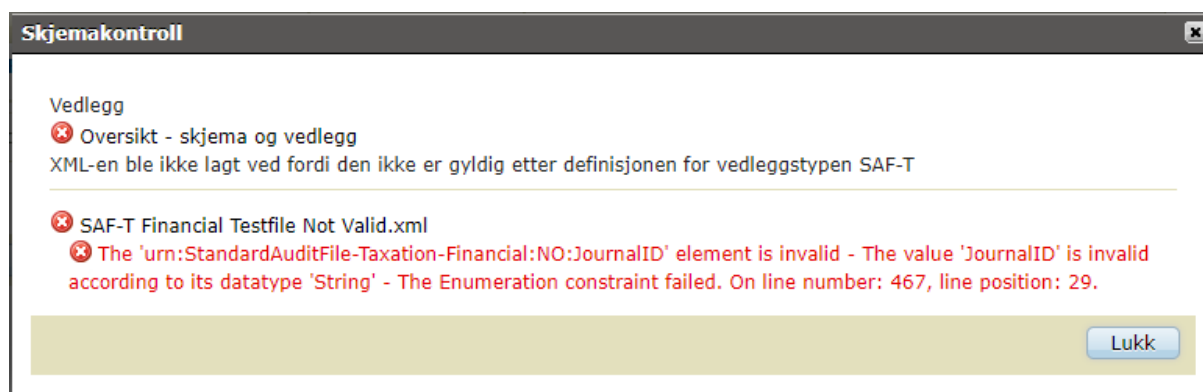 Skjemakontroll
Vedlegg
Oversikt - skjema og vedlegg
XML-en ble ikke lagt ved fordi den ikke er gyldig etter definisjonen for vedleggstypen SAF-T
SAF-T Financial Testfile Not Valid.xml
The 'urn:StandardAuditFile-Taxation-Financial:NO:JournalID' element is invalid - The value 'JournalID' is invalid
according to its datatype 'String' - The Enumeration constraint failed. On line number: 467, line position: 29.
Lukk